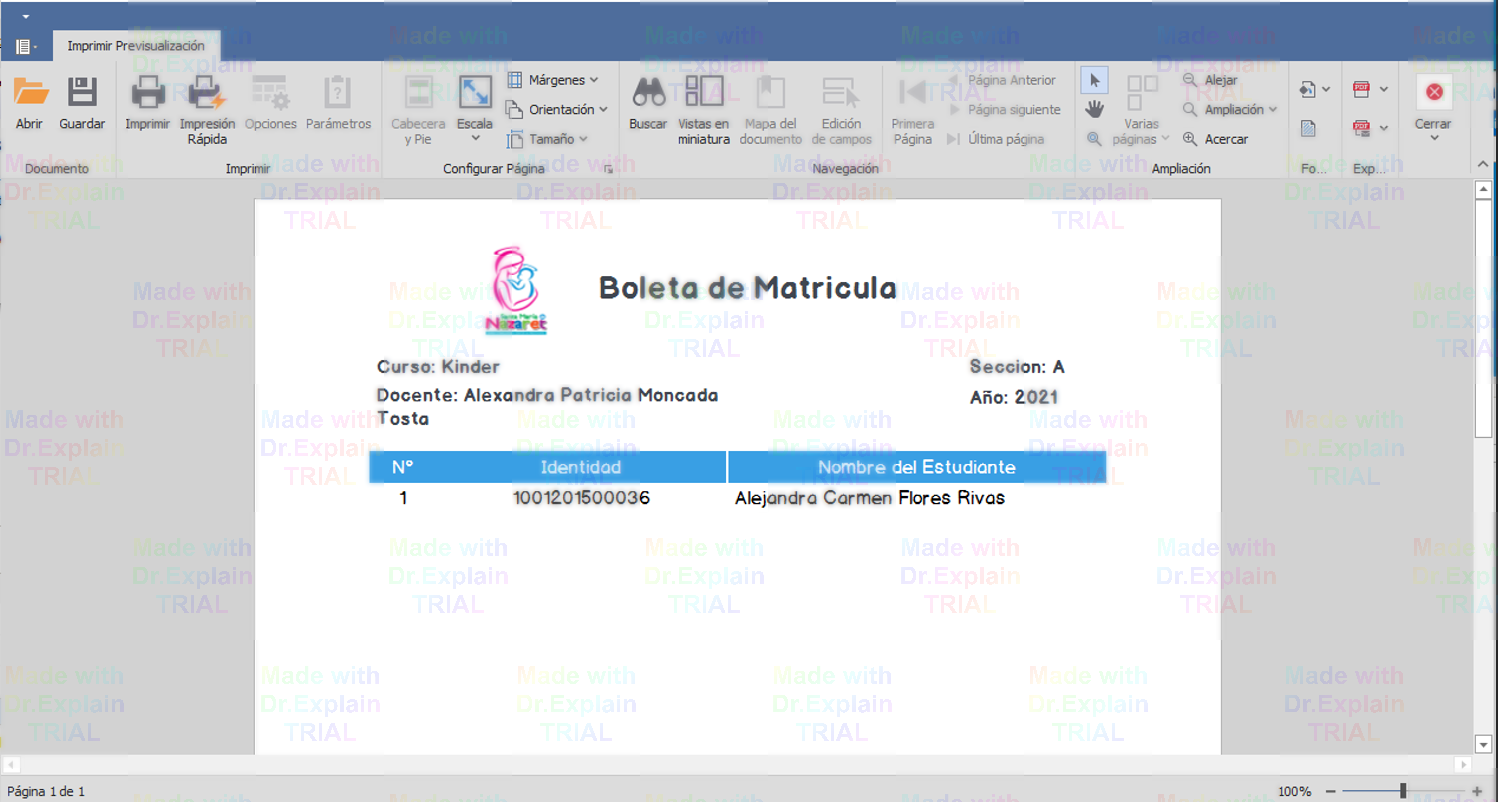 Imprimir Previsualización
Abrir
Guardar
Documento
Imprimir
Impresión Rápida
Opciones
Parámetros
Imprimir
Cabecera y Pie
Escala
Márgenes
Orientación
Tamaño
Configurar Página
Buscar
Vistas en miniatura
Mapa del documento
Edición de campos
Primera Página
Página Anterior
Página siguiente
Última página
Navegación
Varias páginas
Alejar
Ampliación
Acercar
Ampliación
Fo...
PDF
PDF
Exp...
Cerrar
Santa María D
Nazaret
Boleta de Matricula
Curso: Kinder
Seccion: A
Docente: Alexandra Patricia Moncada
Tosta
Año: 2021
N° Identidad Nombre del Estudiante
1 1001201500036 Alejandra Carmen Flores Rivas
Made with
Dr.Explain
TRIAL
Página 1 de 1
100%